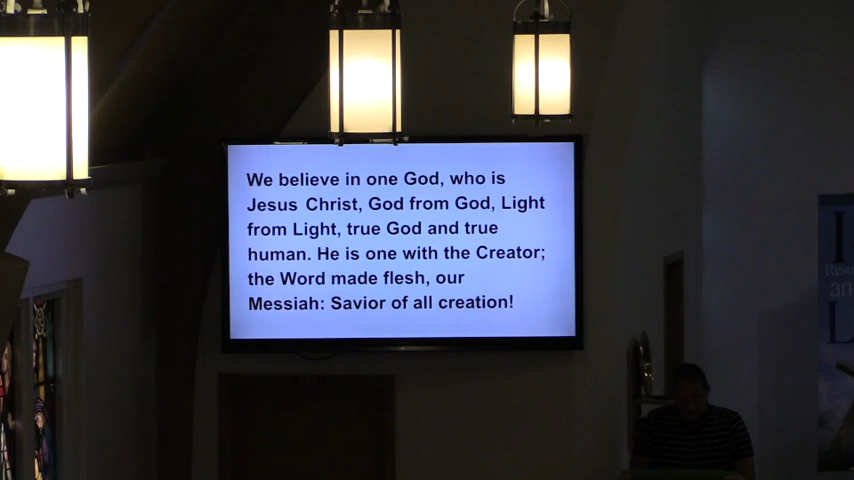 We believe in one God, who is
Jesus Christ, God from God, Light
from Light, true God and true
human. He is one with the Creator;
the Word made flesh, our
Messiah: Savior of all creation!